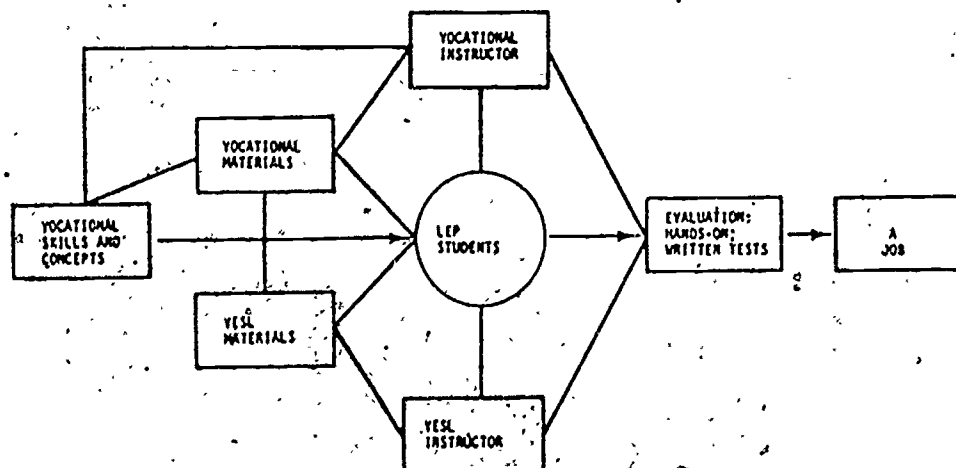 VOCATIONAL
INSTRUCTOR
VOCATIONAL
MATERIALS
VOCATIONAL
SKILLS AND
CONCEPTS
LEP
STUDENTS
EVALUATION:
HANDS-ON;
WRITTEN TESTS
A
JOB
VESL
MATERIALS
VESL
INSTRUCTOR